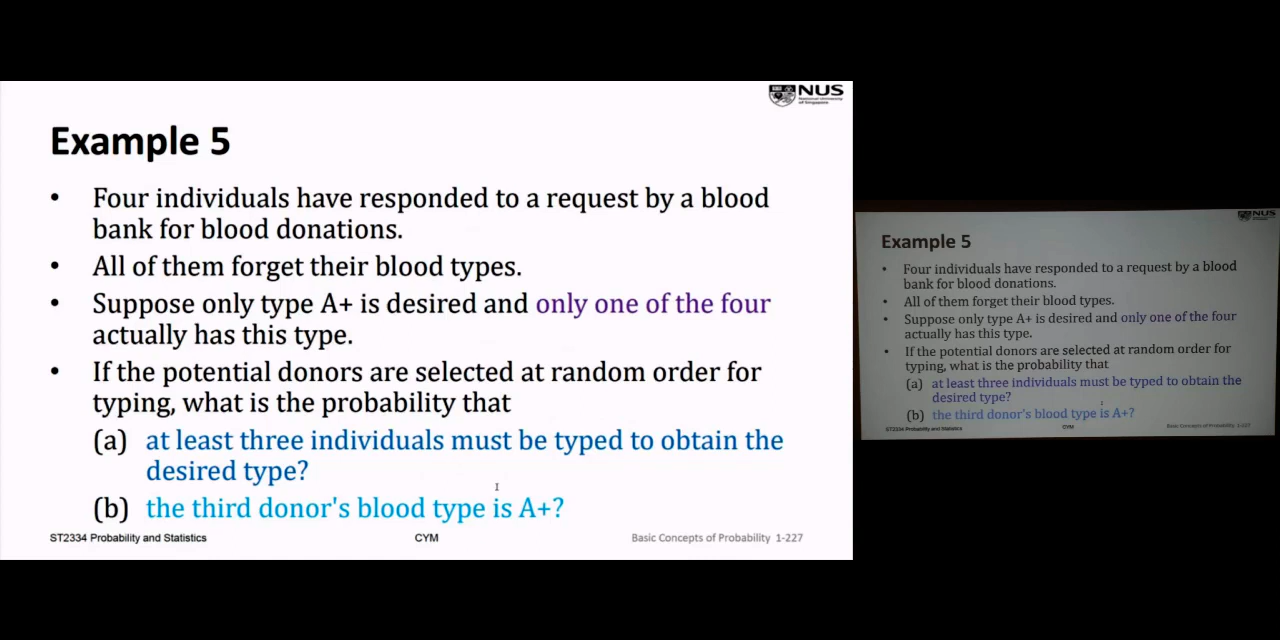 NUS
National University
of Singapore
Example 5
• Four individuals have responded to a request by a blood
bank for blood donations.
• All of them forget their blood types.
• Suppose only type A+ is desired and only one of the four
actually has this type.
• If the potential donors are selected at random order for
typing, what is the probability that
(a) at least three individuals must be typed to obtain the
desired type?
(b) the third donor's blood type is A+?
ST2334 Probability and Statistics CYM Basic Concepts of Probability 1-227
NUS
Example 5
• Four individuals have responded to a request by a blood
bank for blood donations.
• All of them forget their blood types.
• Suppose only type A+ is desired and only one of the four
actually has this type.
• If the potential donors are selected at random order for
typing, what is the probability that
(a) at least three individuals must be typed to obtain the
desired type?
(b) the third donor's blood type is A+?
ST2334 Probability and Statistics CYM Basic Concepts of Probability 1-227